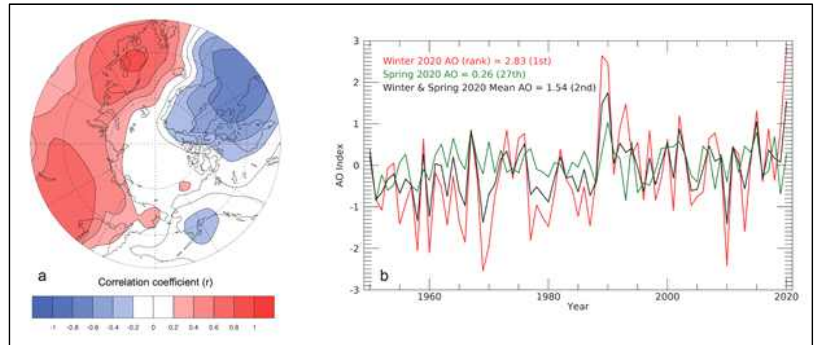 a
Correlation coefficient (r)
-1 -0.8 -0.6 -0.4 -0.2 0 0.2 0.4 0.6 0.8 1
3
2
1
0
-1
-2
-3
AO Index
Winter 2020 AO (rank) = 2.83 (1st)
Spring 2020 AO = 0.26 (27th)
Winter & Spring 2020 Mean AO = 1.54 (2nd)
b
1960 1980 2000 2020
Year